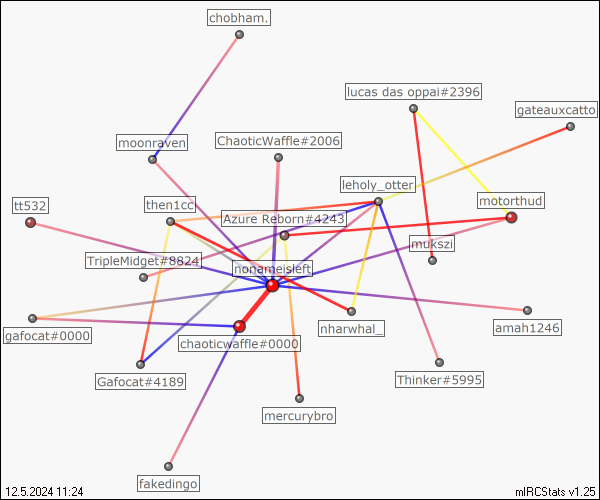 chobham.
lucas das oppai#2396
gateauxcatto
moonraven
ChaoticWaffle#2006
leholy_otter
tt532
then1cc
Azure Reborn#4243
motorthud
mukszi
TripleMidget#8824
nonameisleft
gafocat#0000
chaoticwaffle#0000
nharwhal_
amah1246
Gafocat#4189
Thinker#5995
mercurybro
fakedingo
12.5.2024 11:24
mIRCStats v1.25